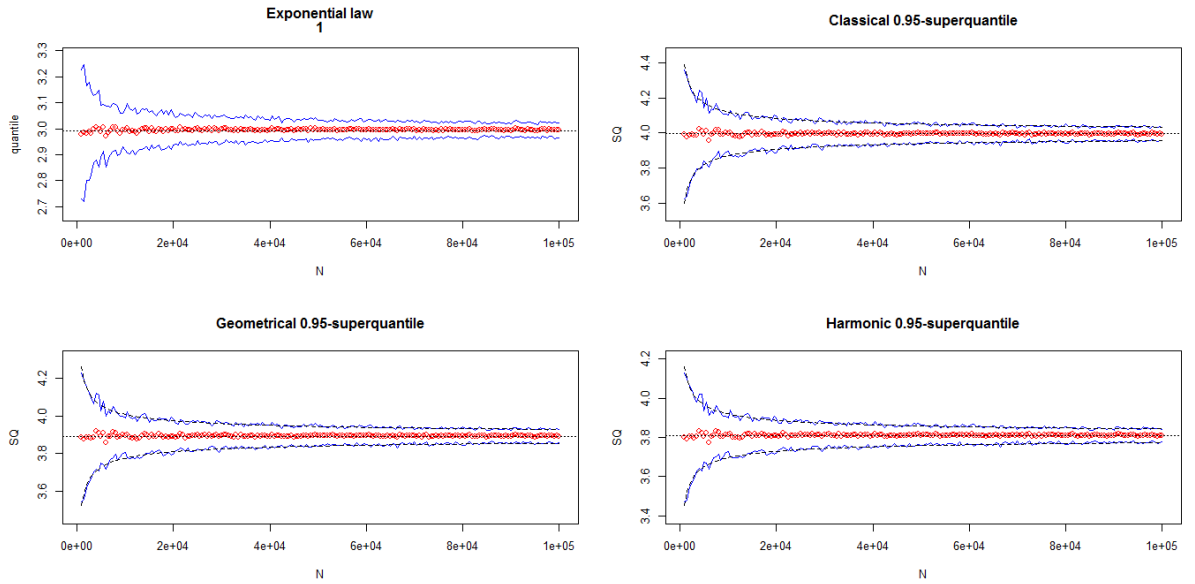 Exponential law
1
quantile
3.3
3.2
3.1
3.0
2.9
2.8
2.7
0e+00 2e+04 4e+04 6e+04 8e+04 1e+05
N
Classical 0.95-superquantile
SQ
4.4
4.2
4.0
3.8
3.6
0e+00 2e+04 4e+04 6e+04 8e+04 1e+05
N
Geometrical 0.95-superquantile
SQ
4.2
4.0
3.8
3.6
0e+00 2e+04 4e+04 6e+04 8e+04 1e+05
N
Harmonic 0.95-superquantile
SQ
4.2
4.0
3.8
3.6
3.4
0e+00 2e+04 4e+04 6e+04 8e+04 1e+05
N